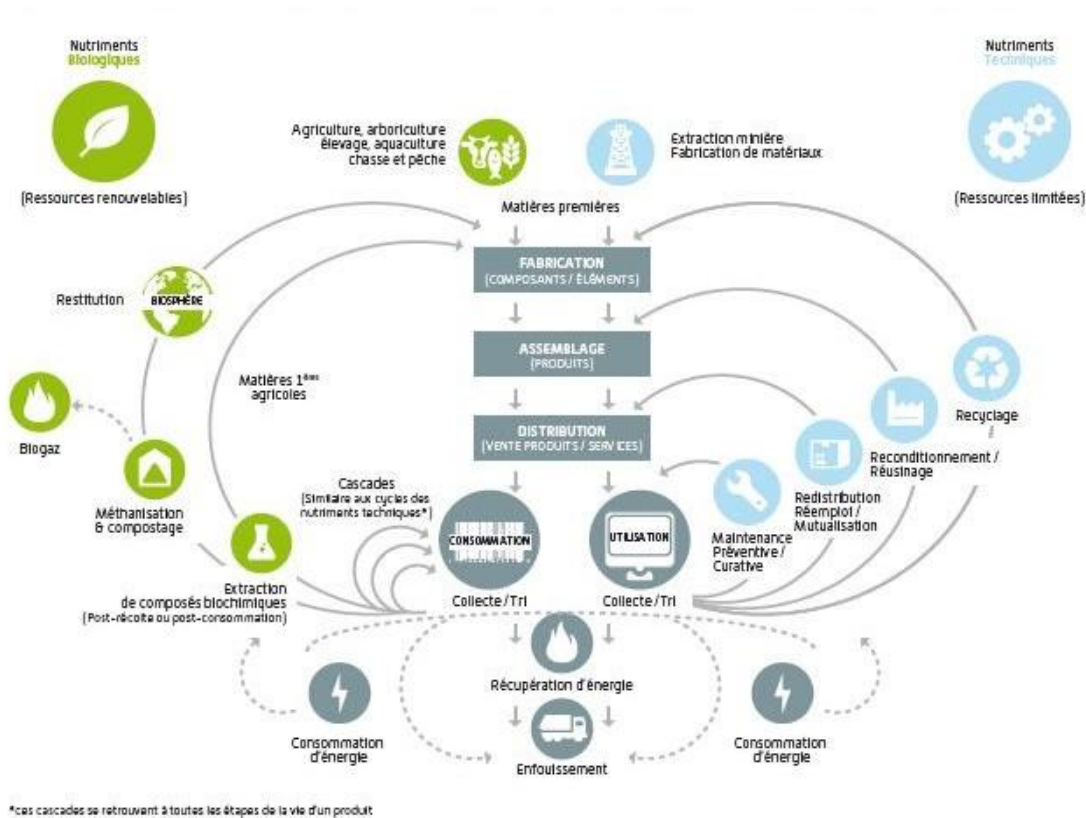 Nutriments
Biologiques
(Ressources renouvelables)
Agriculture, arboriculture
élevage, aquaculture
chasse et pêche
Extraction minière
Fabrication de matériaux
Nutriments
Techniques
(Ressources limitées)
Matières premières
FABRICATION
(COMPOSANTS / ÉLÉMENTS)
Restitution
BIOSPHÈRE
ASSEMBLAGE
(PRODUITS)
Matières 1ères
agricoles
Recyclage
Biogaz
DISTRIBUTION
(VENTE PRODUITS / SERVICES)
Reconditionnement /
Réusinage
Méthanisation
& compostage
Cascades
(Similaire aux cycles des
nutriments techniques*)
Redistribution
Réemploi /
Mutualisation
CONSOMMATION
UTILISATION
Maintenance
Préventive /
Curative
Extraction
de composés biochimiques
(Post-récolte ou post-consommation)
Collecte/Tri
Collecte/Tri
Récupération d'énergie
Consommation
d'énergie
Enfouissement
Consommation
d'énergie
*ces cascades se retrouvent à toutes les étapes de la vie d'un produit